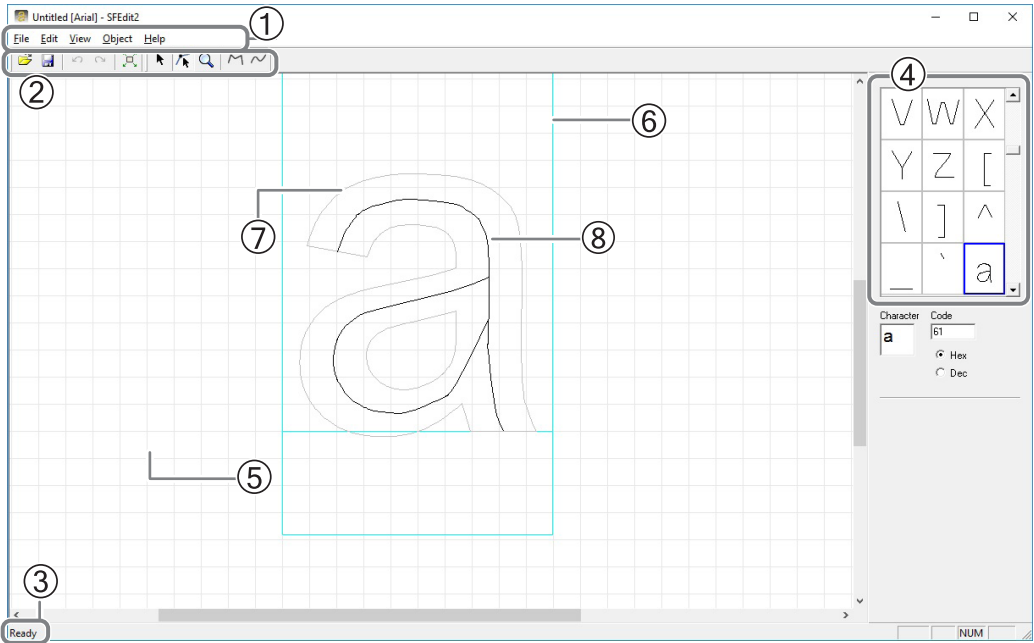 Untitled [Arial] - SFEdit2
①
File Edit View Object Help
②
④
V W X
Y Z [
\ ] ^
_ ` a
⑥
⑦
⑧
Character Code
a 61
Hex
Dec
⑤
③
Ready
NUM